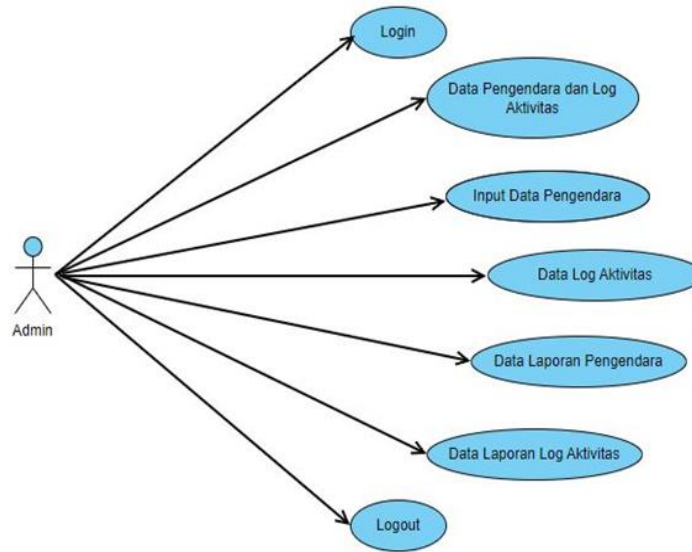 Login
Data Pengendara dan Log
Aktivitas
Input Data Pengendara
Data Log Aktivitas
Admin
Data Laporan Pengendara
Data Laporan Log Aktivitas
Logout